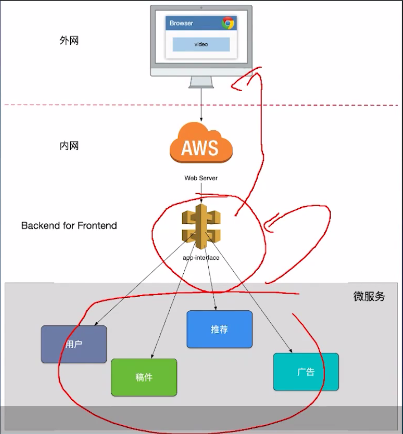 Browser
video
外网
内网
AWS
Web Server
Backend for Frontend
app-interface
微服务
用户
推荐
稿件
广告